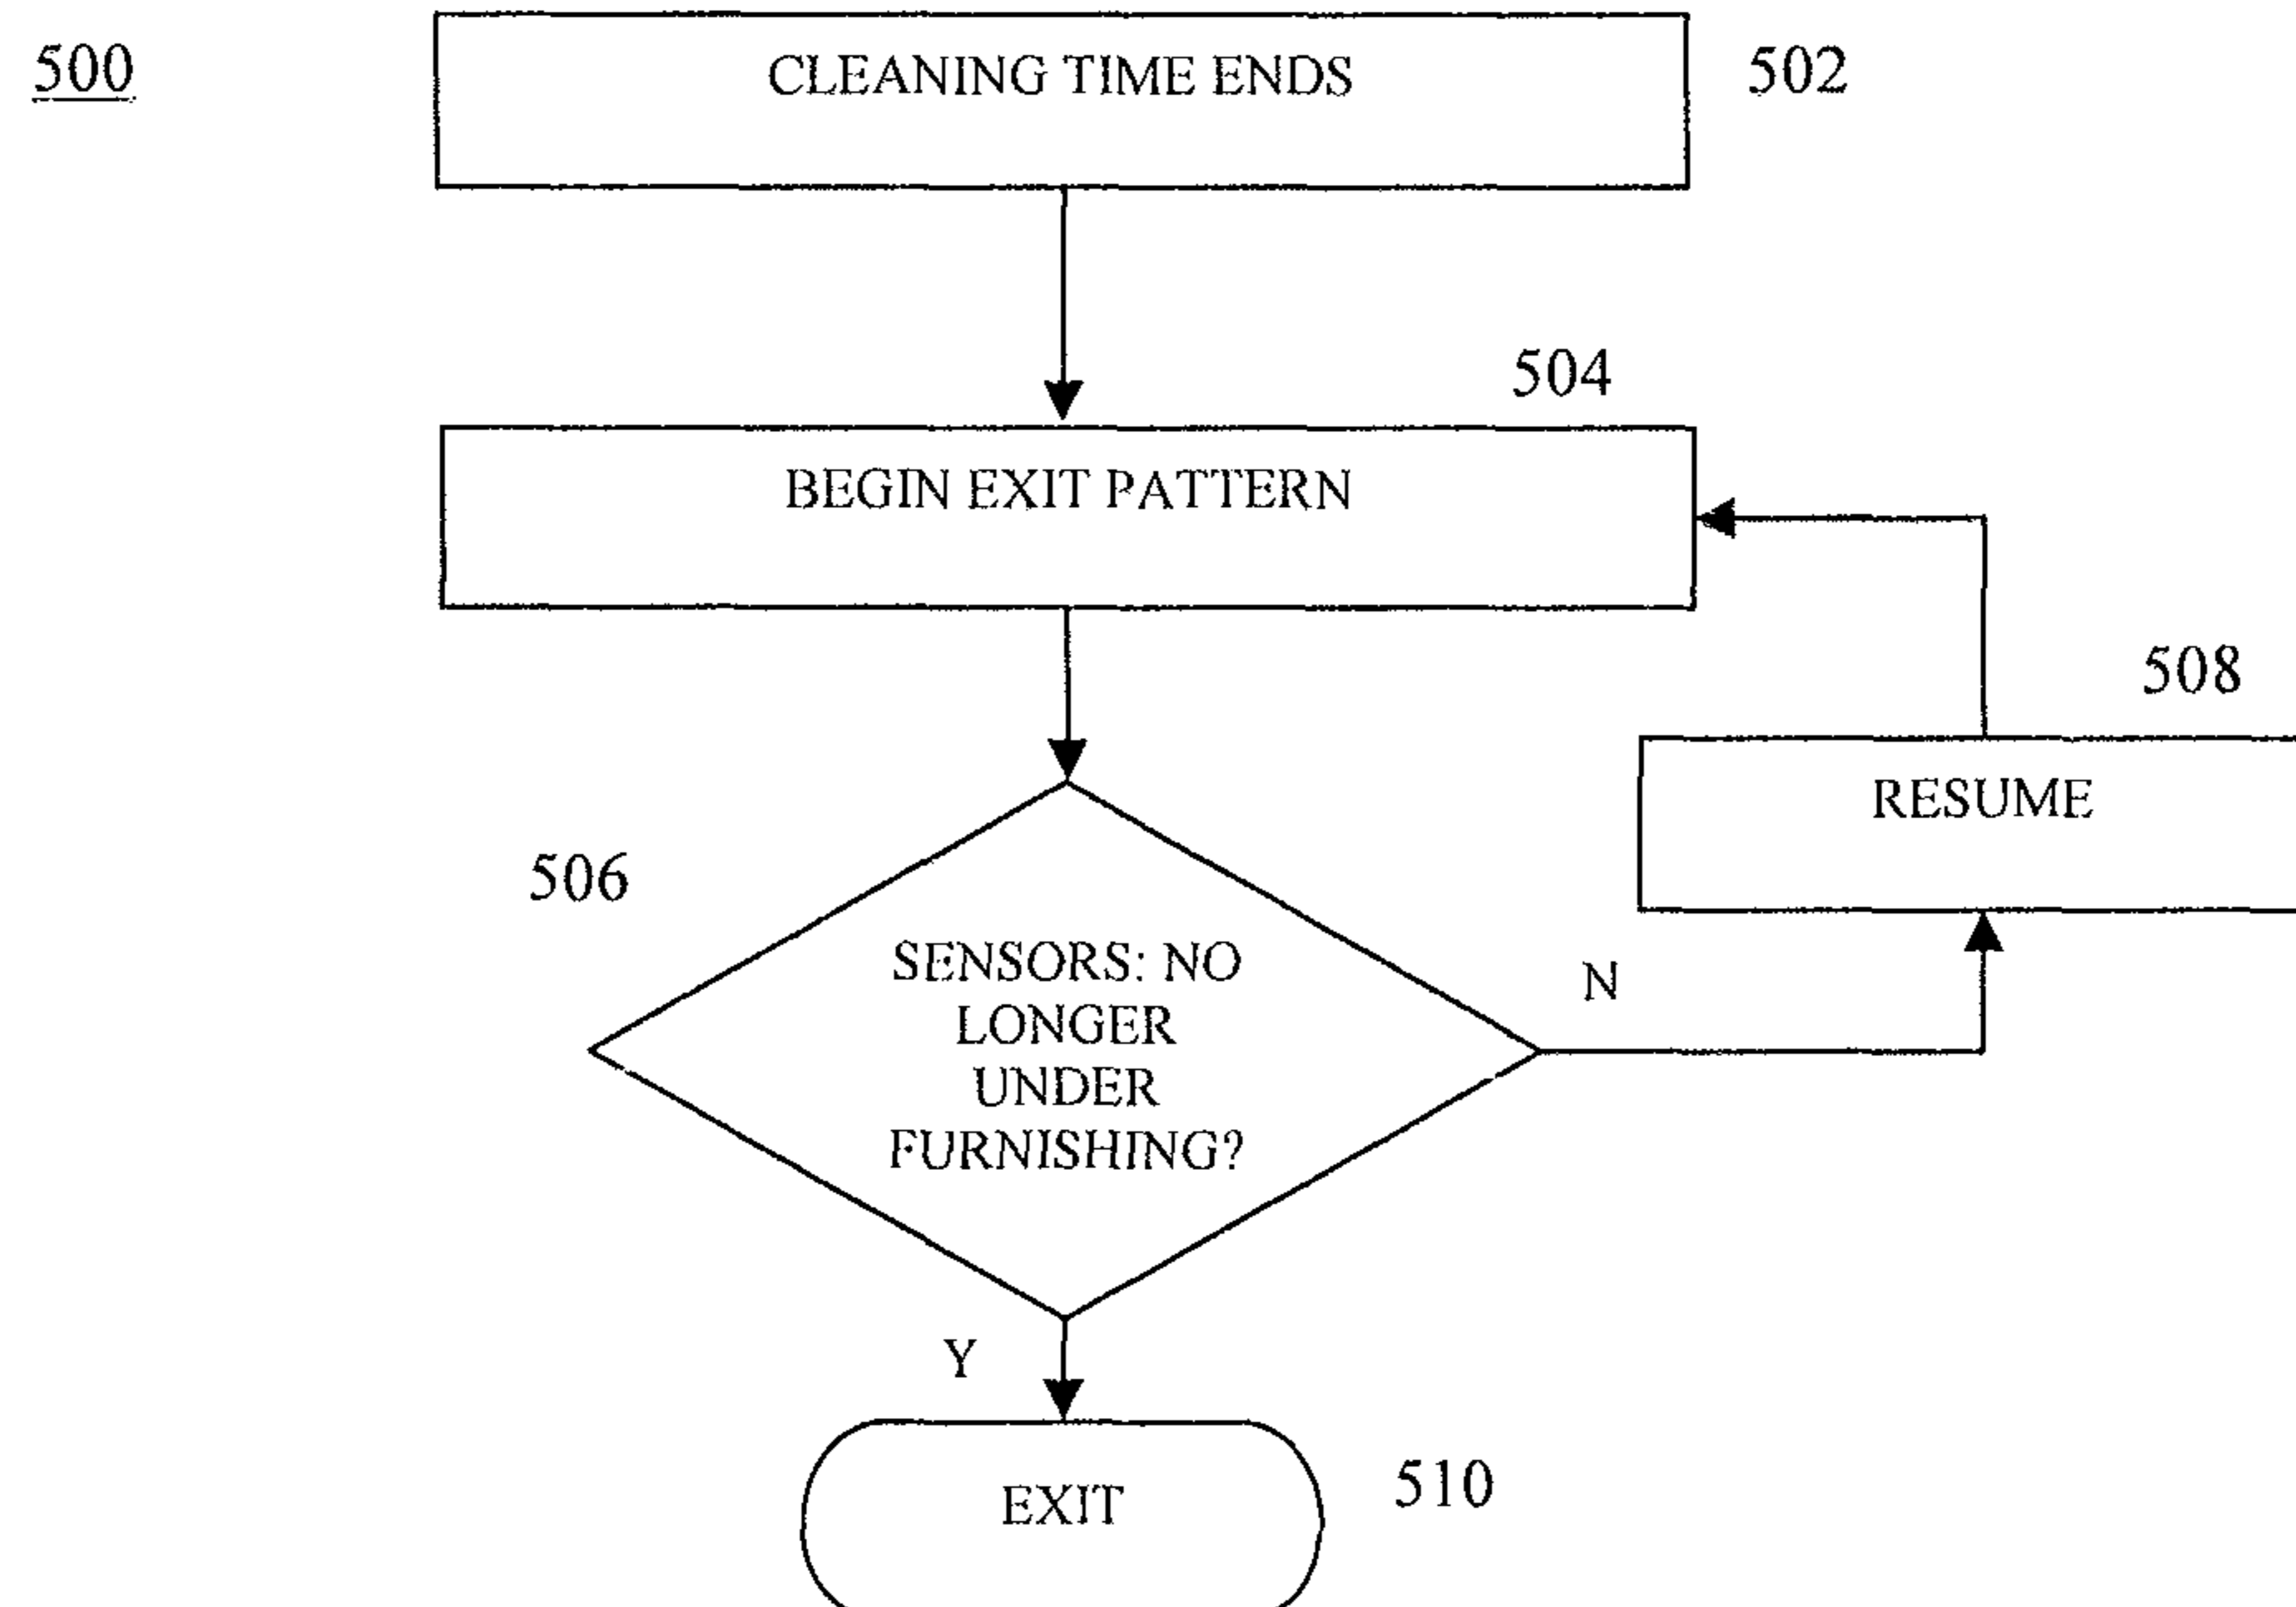 500
CLEANING TIME ENDS
502
504
BEGIN EXIT PATTERN
508
RESUME
506
SENSORS: NO
LONGER
UNDER
FURNISHING?
N
Y
EXIT
510